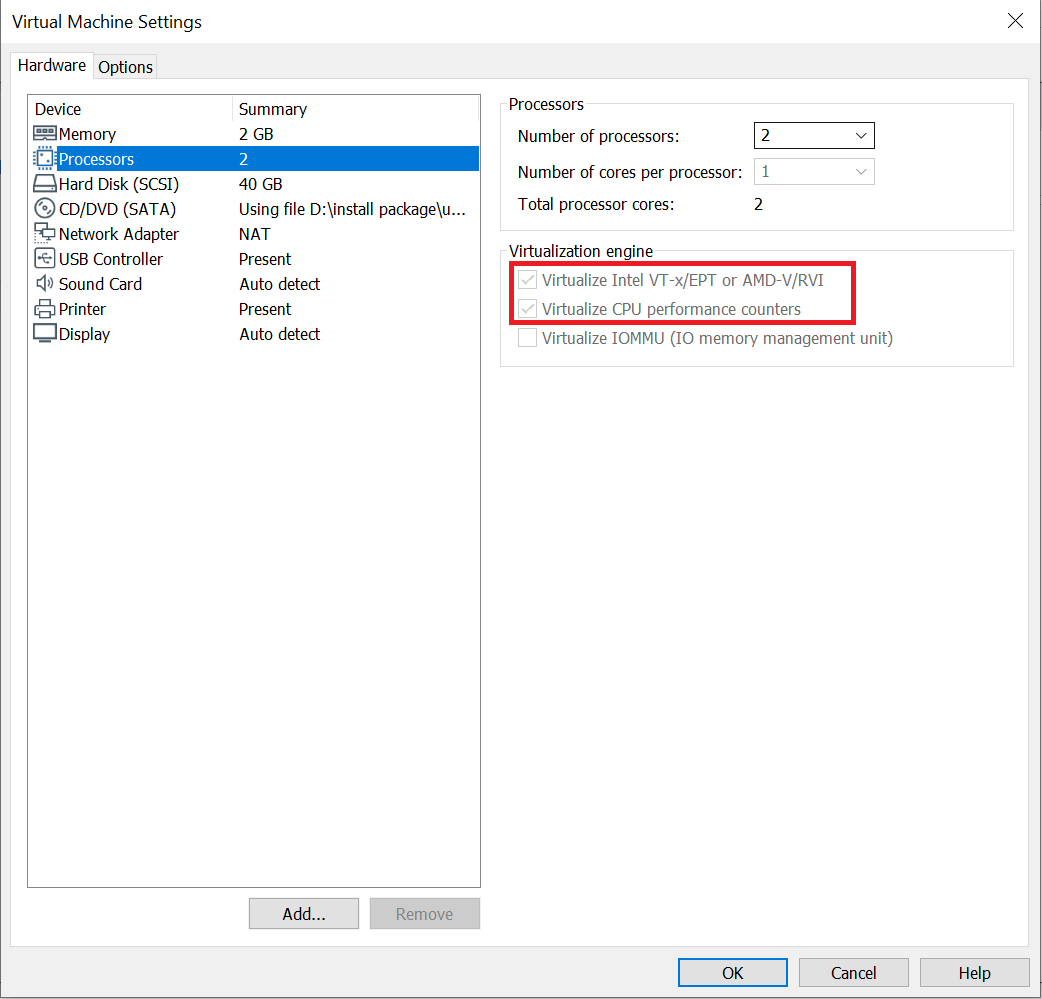 Virtual Machine Settings
Hardware Options
Device Summary
Memory 2 GB
Processors 2
Hard Disk (SCSI) 40 GB
CD/DVD (SATA) Using file D:\install package\u...
Network Adapter NAT
USB Controller Present
Sound Card Auto detect
Printer Present
Display Auto detect
Add... Remove
Processors
Number of processors: 2
Number of cores per processor: 1
Total processor cores: 2
Virtualization engine
Virtualize Intel VT-x/EPT or AMD-V/RVI
Virtualize CPU performance counters
Virtualize IOMMU (IO memory management unit)
OK Cancel Help